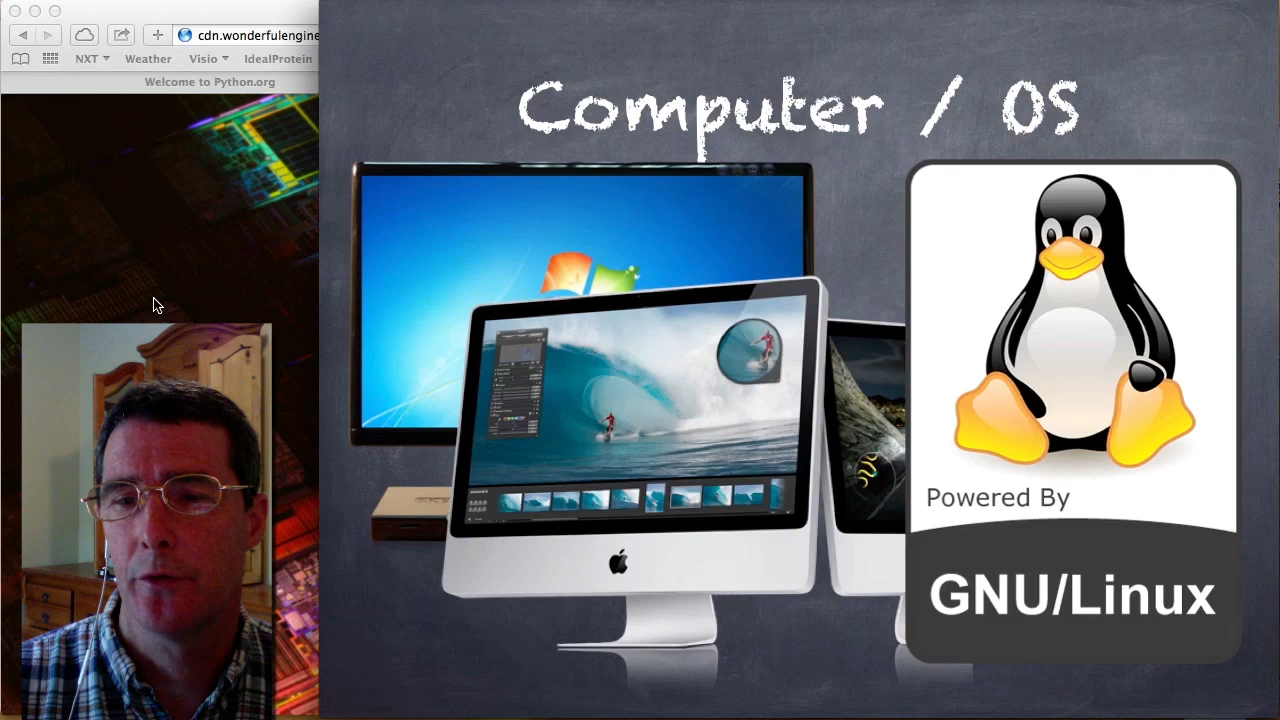 cdn.wonderfulengine
NXT Weather Visio IdealProtein
Welcome to Python.org
Computer / OS
Powered By
GNU/Linux